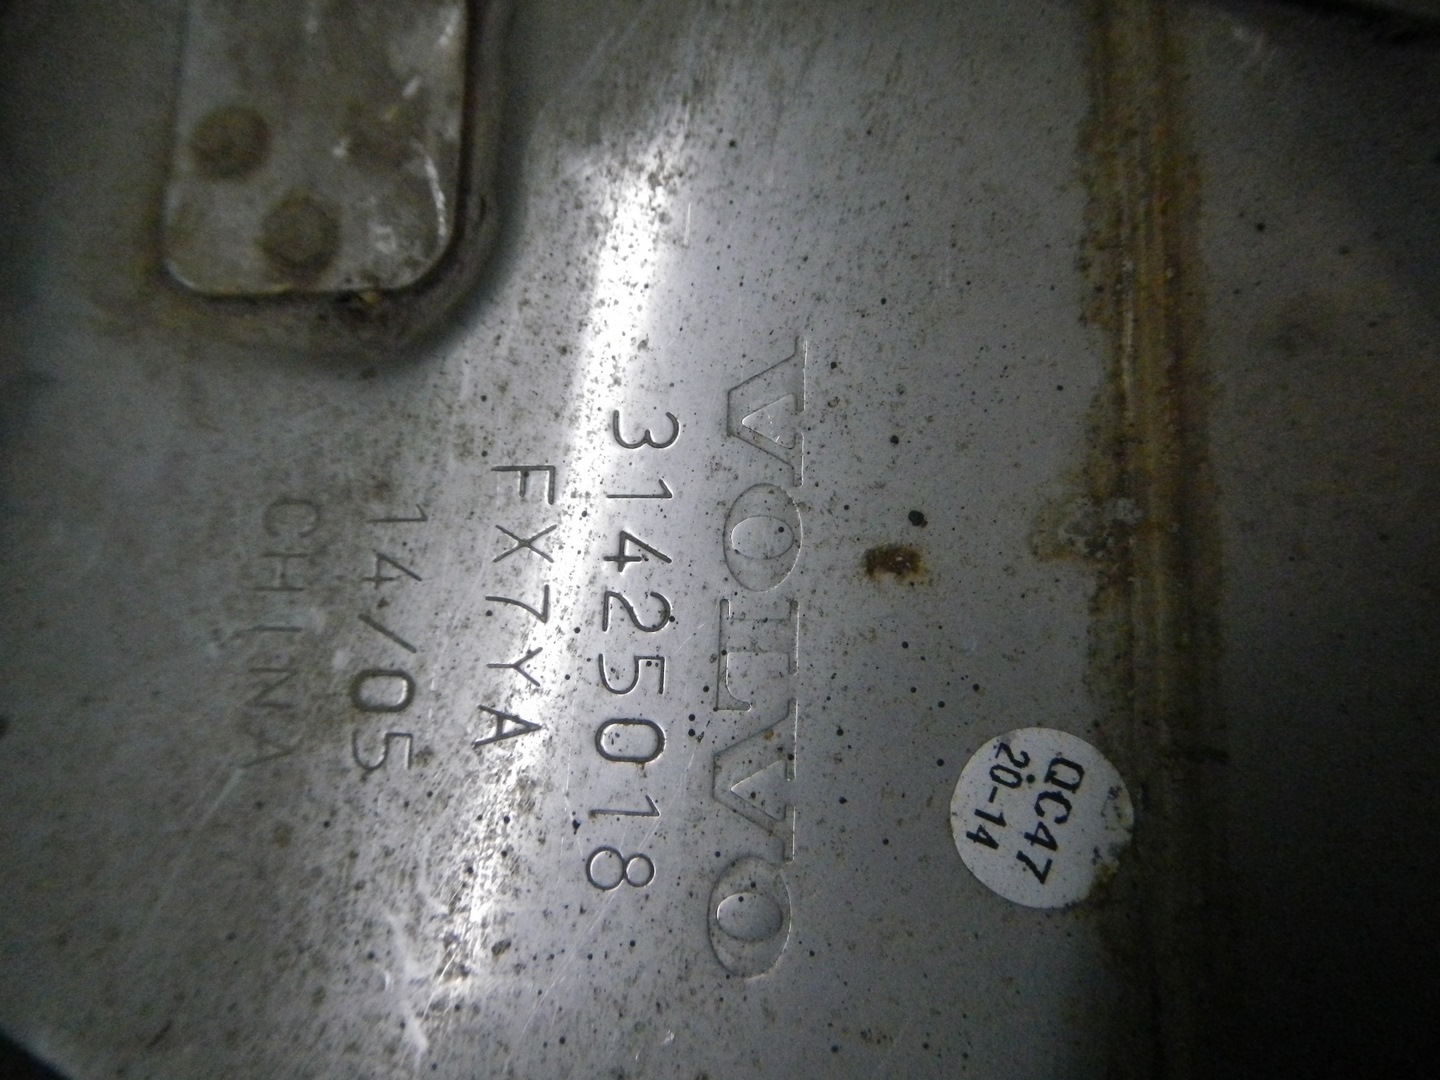 VOLVO
31425018
FX7YA
14/05
CHINA
QC47
20-14